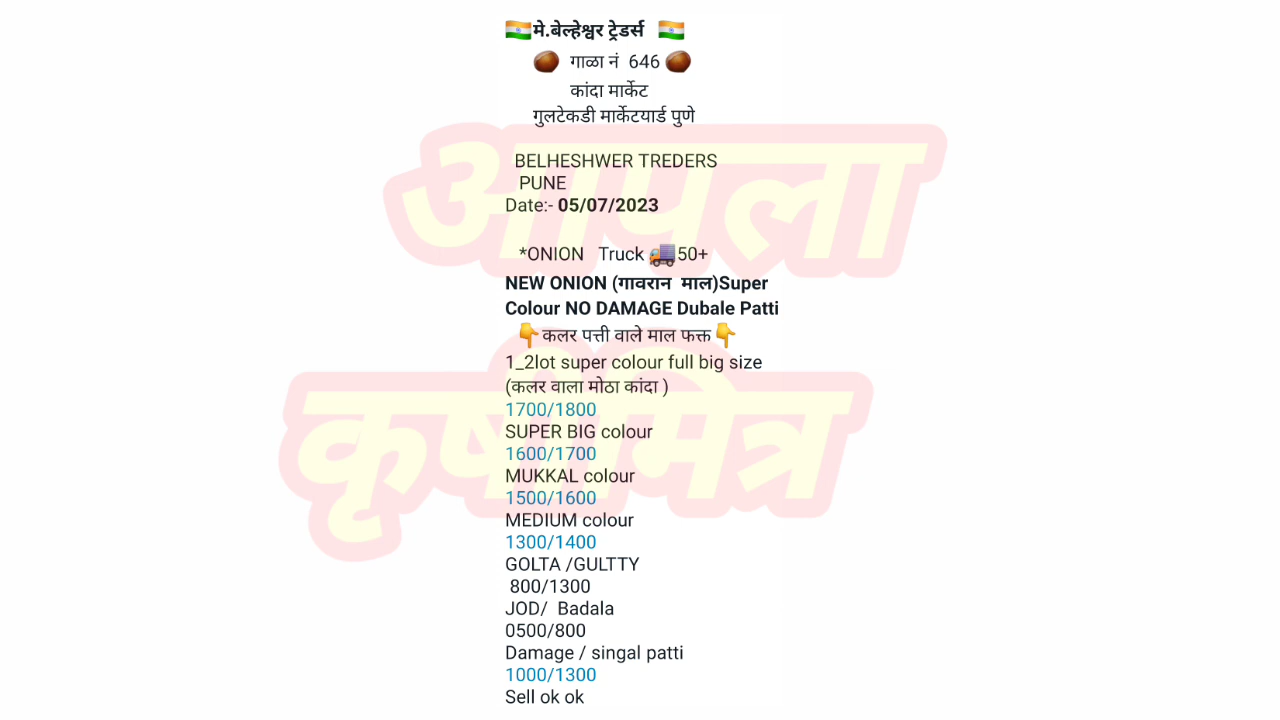 🇮🇳मे.बेल्हेश्वर ट्रेडर्स 🇮🇳
🌰 गाळा नं 646 🌰
कांदा मार्केट
गुलटेकडी मार्केटयार्ड पुणे
BELHESHWER TREDERS
PUNE
Date:- 05/07/2023
*ONION Truck 🚚50+
NEW ONION (गावरान माल)Super
Colour NO DAMAGE Dubale Patti
👇कलर पत्ती वाले माल फक्त👇
1_2lot super colour full big size
(कलर वाला मोठा कांदा )
1700/1800
SUPER BIG colour
1600/1700
MUKKAL colour
1500/1600
MEDIUM colour
1300/1400
GOLTA /GULTTY
800/1300
JOD/ Badala
0500/800
Damage / singal patti
1000/1300
Sell ok ok
आपला
कृषीमित्र